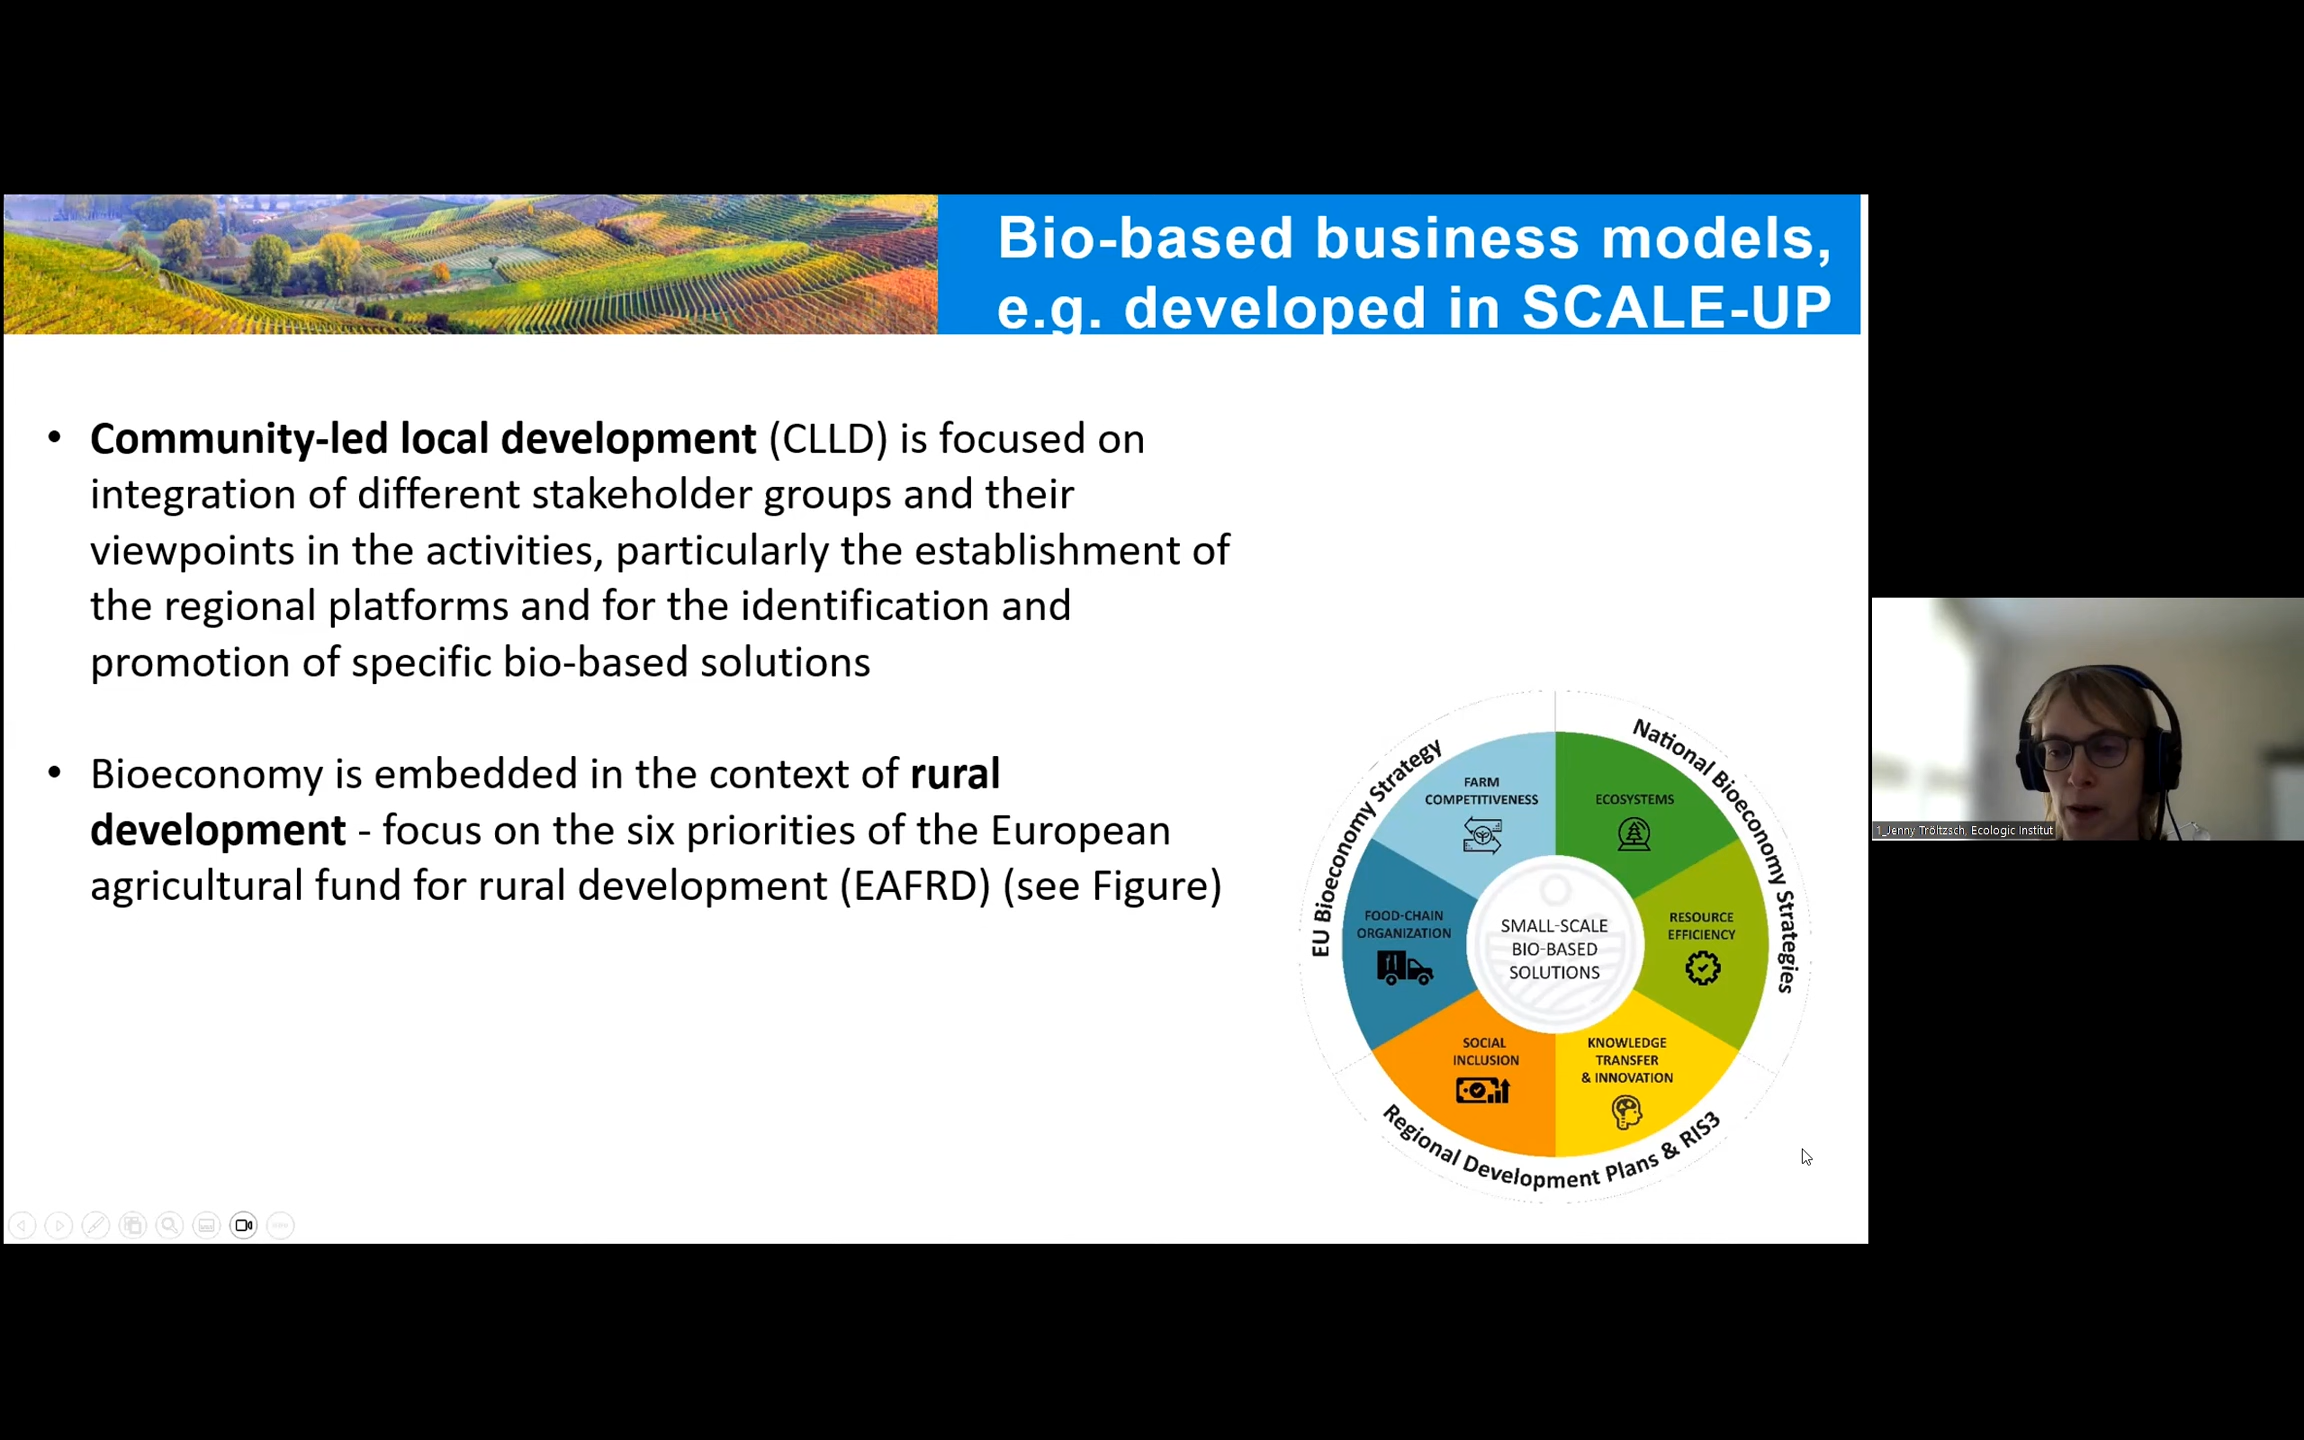 Bio-based business models,
e.g. developed in SCALE-UP
• Community-led local development (CLLD) is focused on
integration of different stakeholder groups and their
viewpoints in the activities, particularly the establishment of
the regional platforms and for the identification and
promotion of specific bio-based solutions
• Bioeconomy is embedded in the context of rural
development - focus on the six priorities of the European
agricultural fund for rural development (EAFRD) (see Figure)
EU Bioeconomy Strategy
National Bioeconomy Strategies
Regional Development Plans & RIS3
FARM
COMPETITIVENESS
ECOSYSTEMS
FOOD-CHAIN
ORGANIZATION
RESOURCE
EFFICIENCY
SMALL-SCALE
BIO-BASED
SOLUTIONS
SOCIAL
INCLUSION
KNOWLEDGE
TRANSFER
& INNOVATION
1_Jenny Tröltzsch, Ecologic Institut